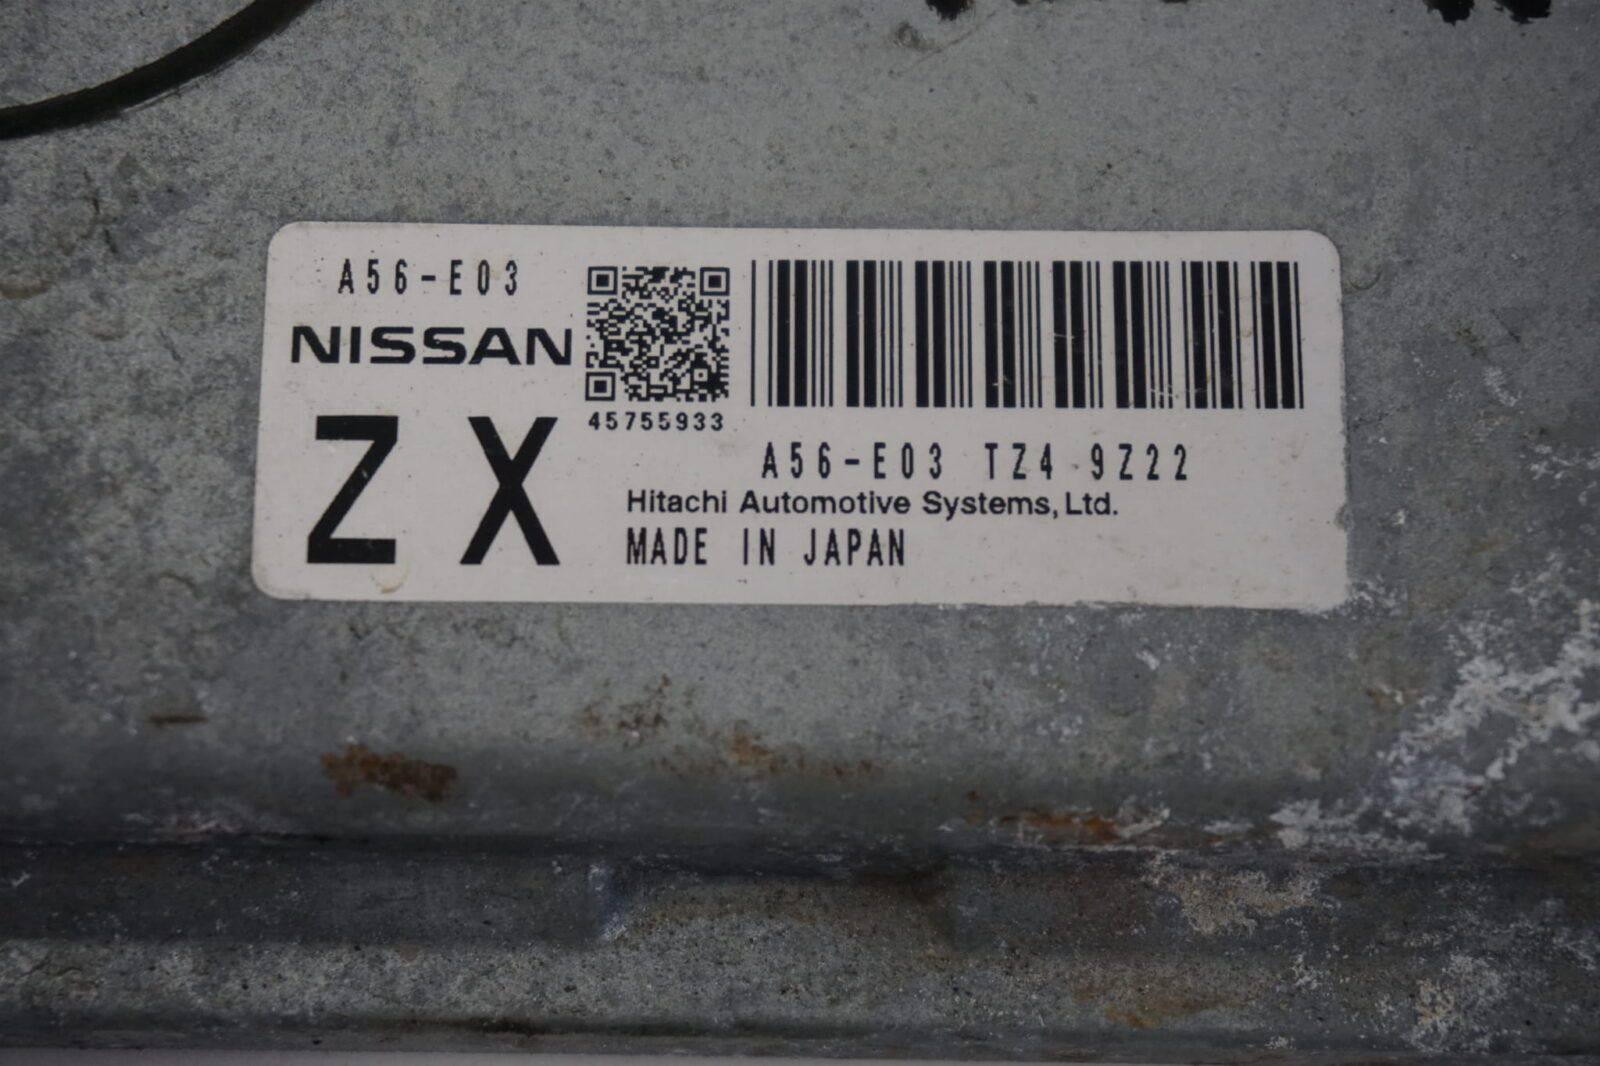 A56-E03
NISSAN
ZX
45755933
A56-E03 TZ4 9Z22
Hitachi Automotive Systems, Ltd.
MADE IN JAPAN